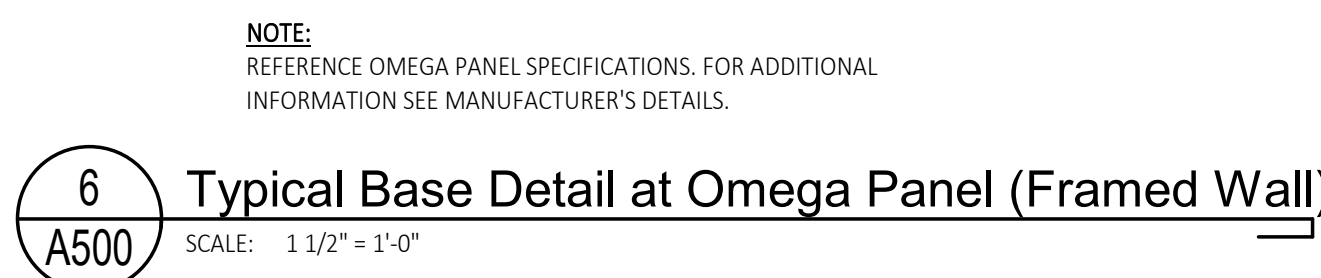 NOTE:
REFERENCE OMEGA PANEL SPECIFICATIONS. FOR ADDITIONAL
INFORMATION SEE MANUFACTURER'S DETAILS.
6
Typical Base Detail at Omega Panel (Framed Wall)
A500
SCALE: 1 1/2" = 1'-0"